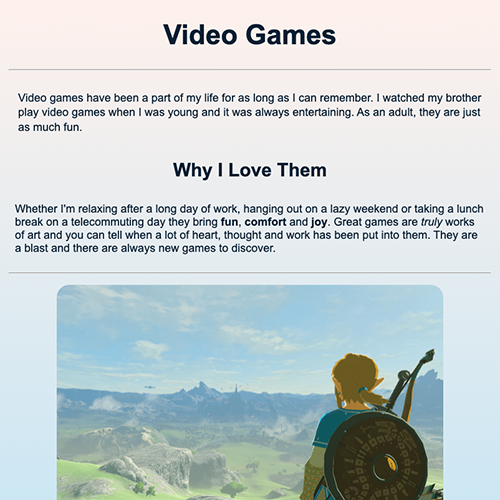 Video Games
Video games have been a part of my life for as long as I can remember. I watched my brother
play video games when I was young and it was always entertaining. As an adult, they are just
as much fun.
Why I Love Them
Whether I'm relaxing after a long day of work, hanging out on a lazy weekend or taking a lunch
break on a telecommuting day they bring fun, comfort and joy. Great games are truly works
of art and you can tell when a lot of heart, thought and work has been put into them. They are
a blast and there are always new games to discover.